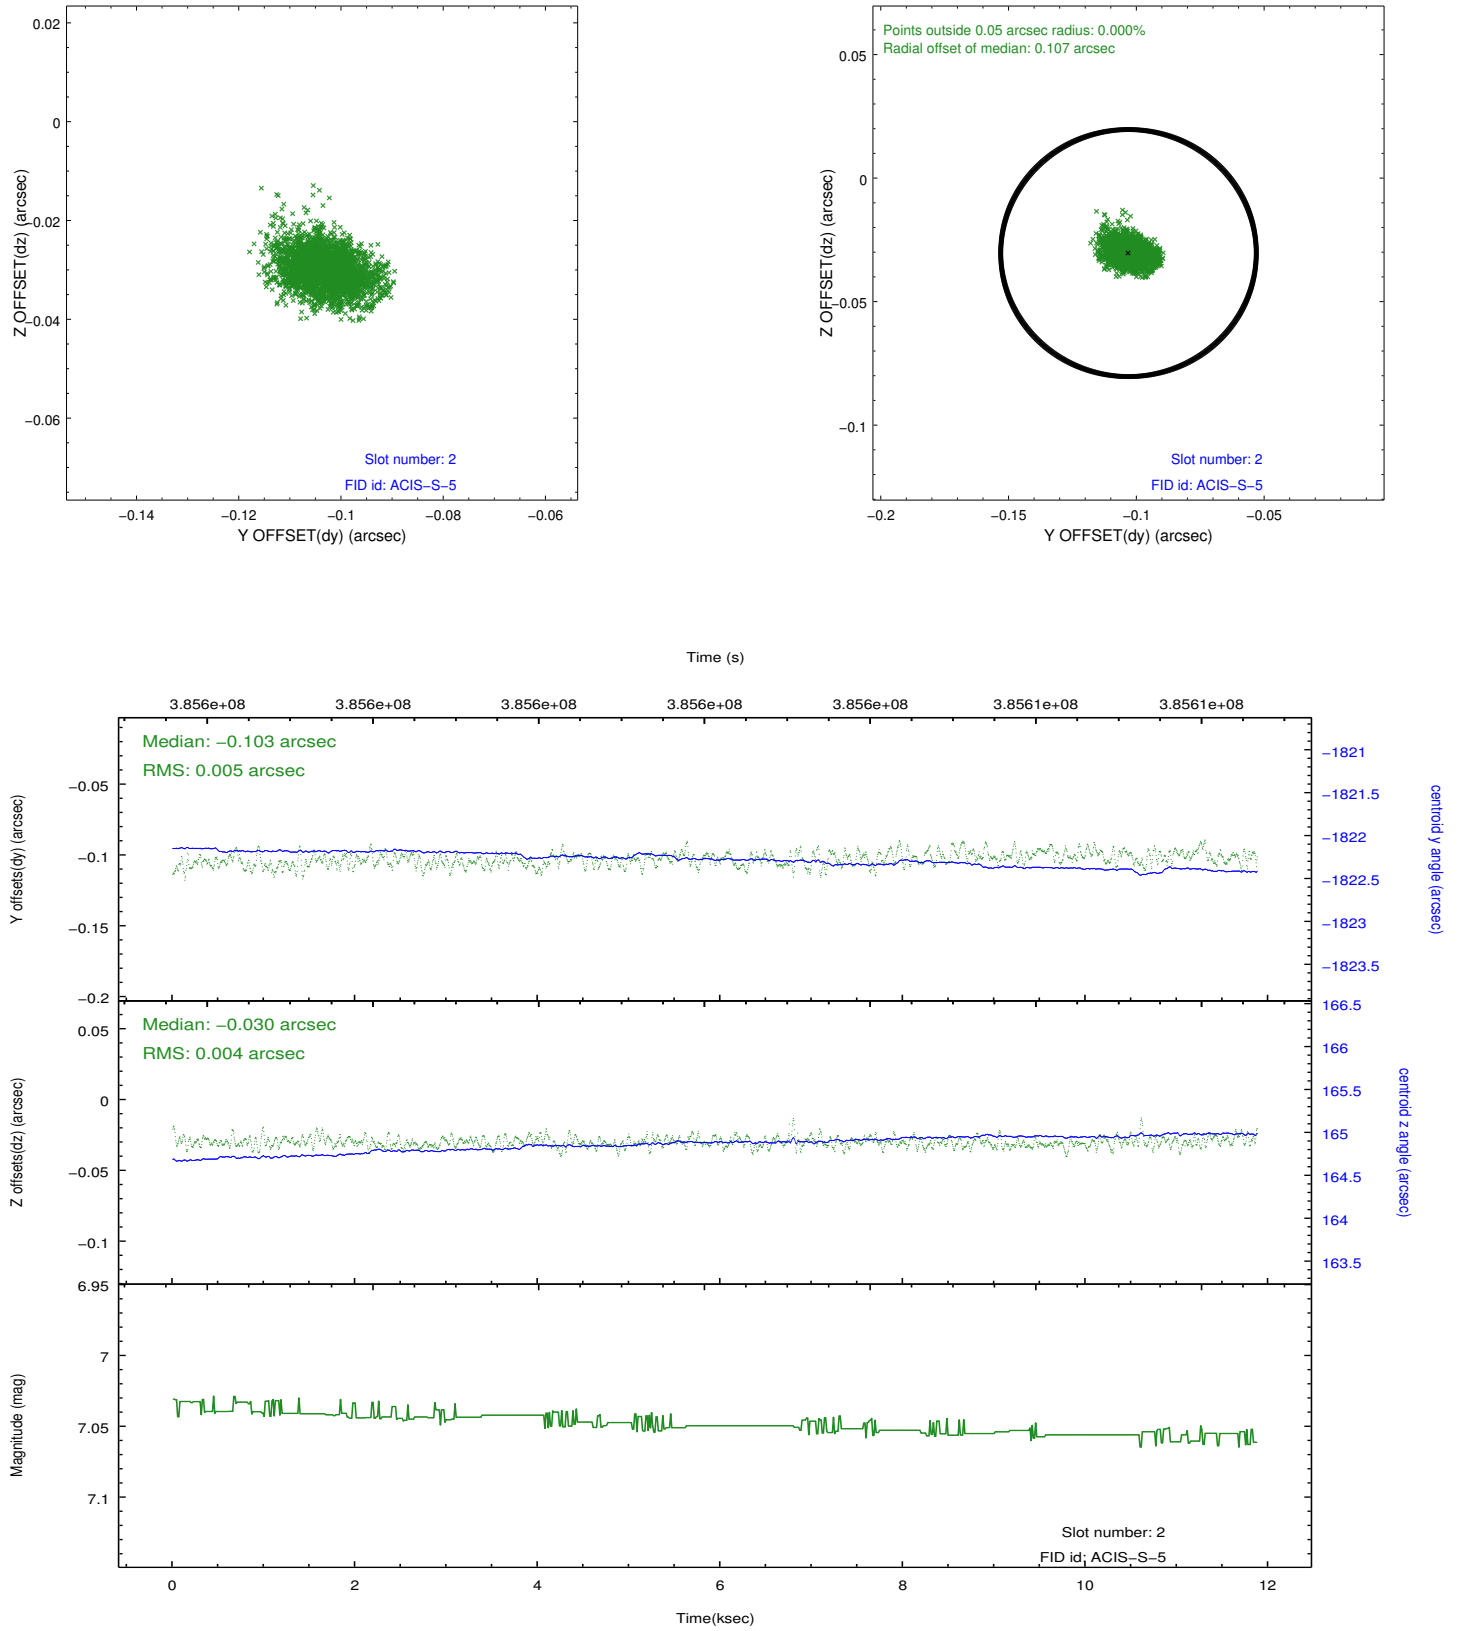 0.02
0
−0.02
−0.04
−0.06
Z OFFSET(dz) (arcsec)
Slot number: 2
FID id: ACIS−S−5
−0.14
−0.12
−0.1
−0.08
−0.06
Y OFFSET(dy) (arcsec)
Points outside 0.05 arcsec radius: 0.000%
Radial offset of median: 0.107 arcsec
0.05
0
−0.05
−0.1
Z OFFSET(dz) (arcsec)
Slot number: 2
FID id: ACIS−S−5
−0.2
−0.15
−0.1
−0.05
Y OFFSET(dy) (arcsec)
Time (s)
3.856e+08
3.856e+08
3.856e+08
3.856e+08
3.856e+08
3.8561e+08
3.8561e+08
Median: −0.103 arcsec
RMS: 0.005 arcsec
−0.05
−0.1
−0.15
−0.2
Y offsets(dy) (arcsec)
−1821
−1821.5
−1822
−1822.5
−1823
−1823.5
centroid y angle (arcsec)
Median: −0.030 arcsec
RMS: 0.004 arcsec
0.05
0
−0.05
−0.1
Z offsets(dz) (arcsec)
166.5
166
165.5
165
164.5
164
163.5
centroid z angle (arcsec)
6.95
7
7.05
7.1
Magnitude (mag)
Slot number: 2
FID id: ACIS−S−5
0
2
4
6
8
10
12
Time(ksec)